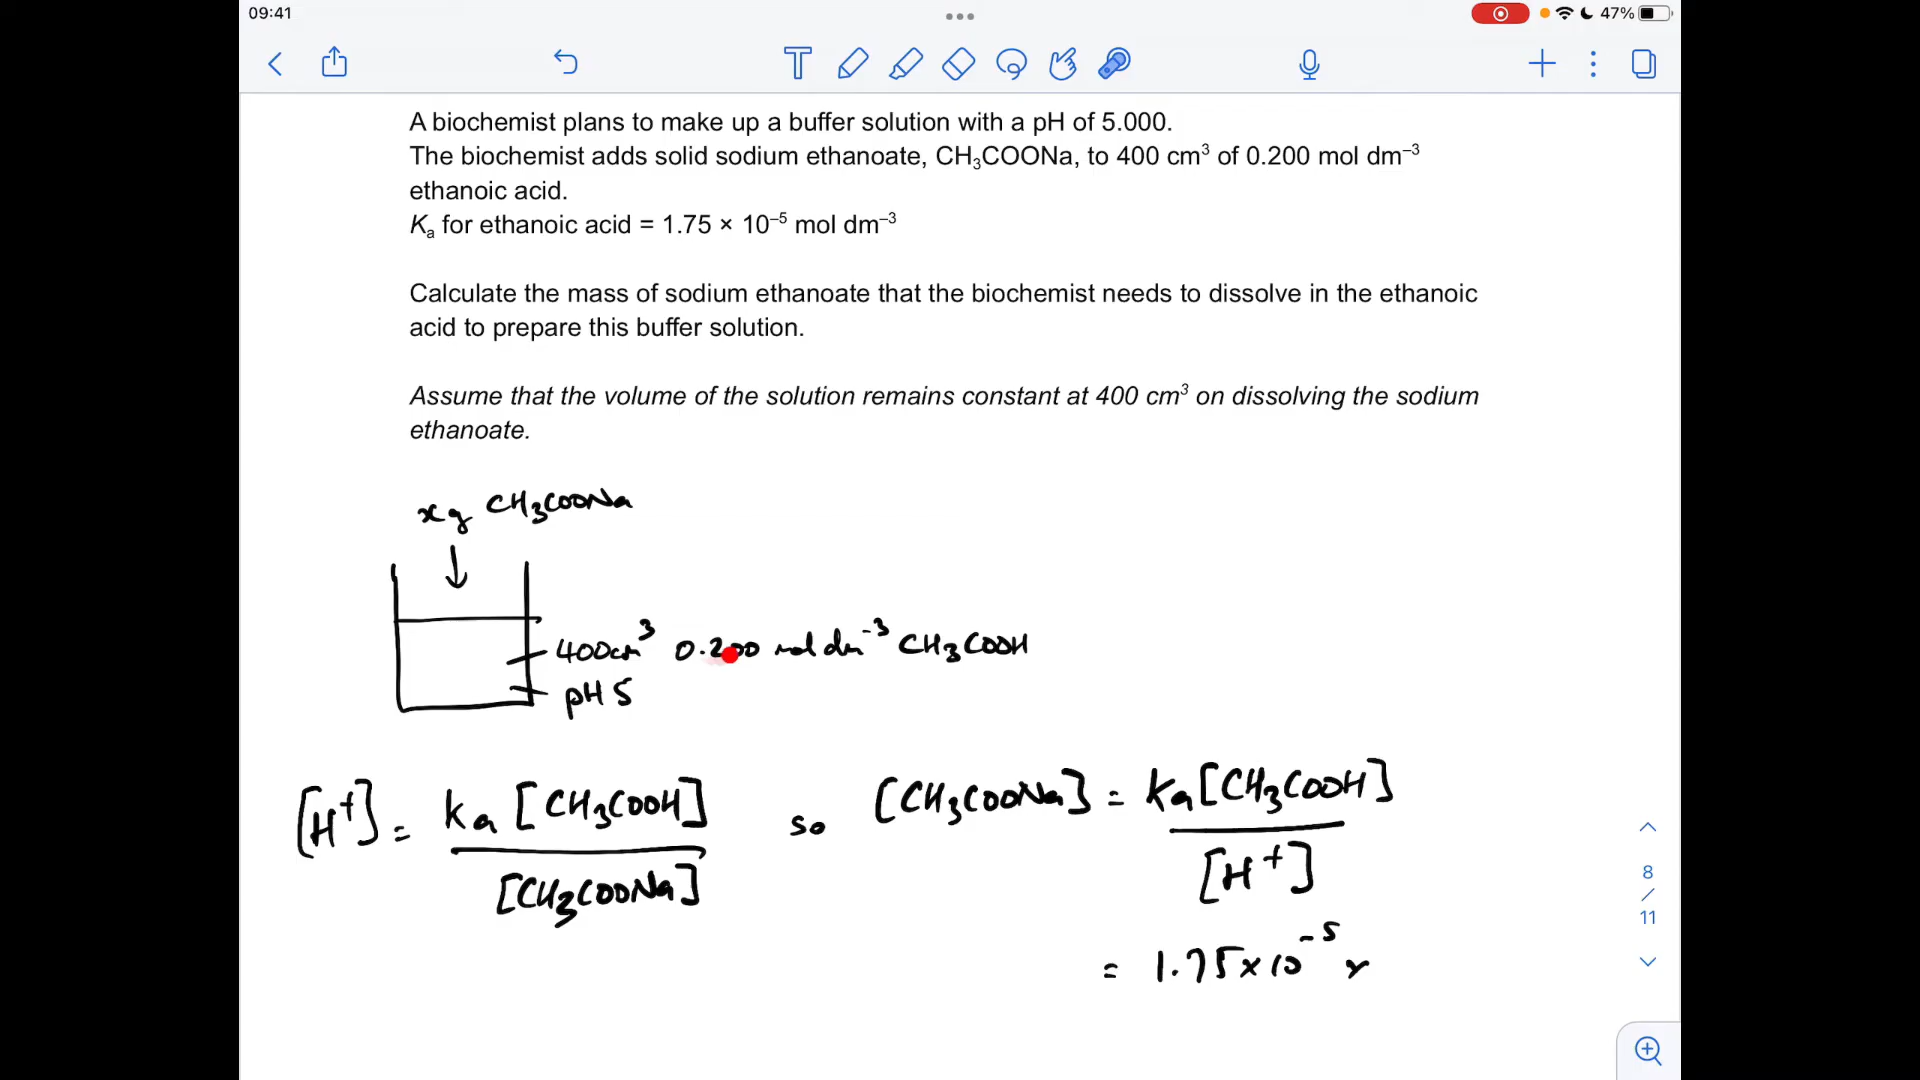 09:41
47%
A biochemist plans to make up a buffer solution with a pH of 5.000.
The biochemist adds solid sodium ethanoate, CH₃COONa, to 400 cm³ of 0.200 mol dm⁻³
ethanoic acid.
Kₐ for ethanoic acid = 1.75 × 10⁻⁵ mol dm⁻³
Calculate the mass of sodium ethanoate that the biochemist needs to dissolve in the ethanoic
acid to prepare this buffer solution.
Assume that the volume of the solution remains constant at 400 cm³ on dissolving the sodium
ethanoate.
x g CH₃COONa
↓
400cm³ 0.200 mol dm⁻³ CH₃COOH
pH 5
[H⁺] = Ka [CH₃COOH] / [CH₃COONa] so [CH₃COONa] = Ka [CH₃COOH] / [H⁺]
= 1.75 × 10⁻⁵ ×
8
/
11